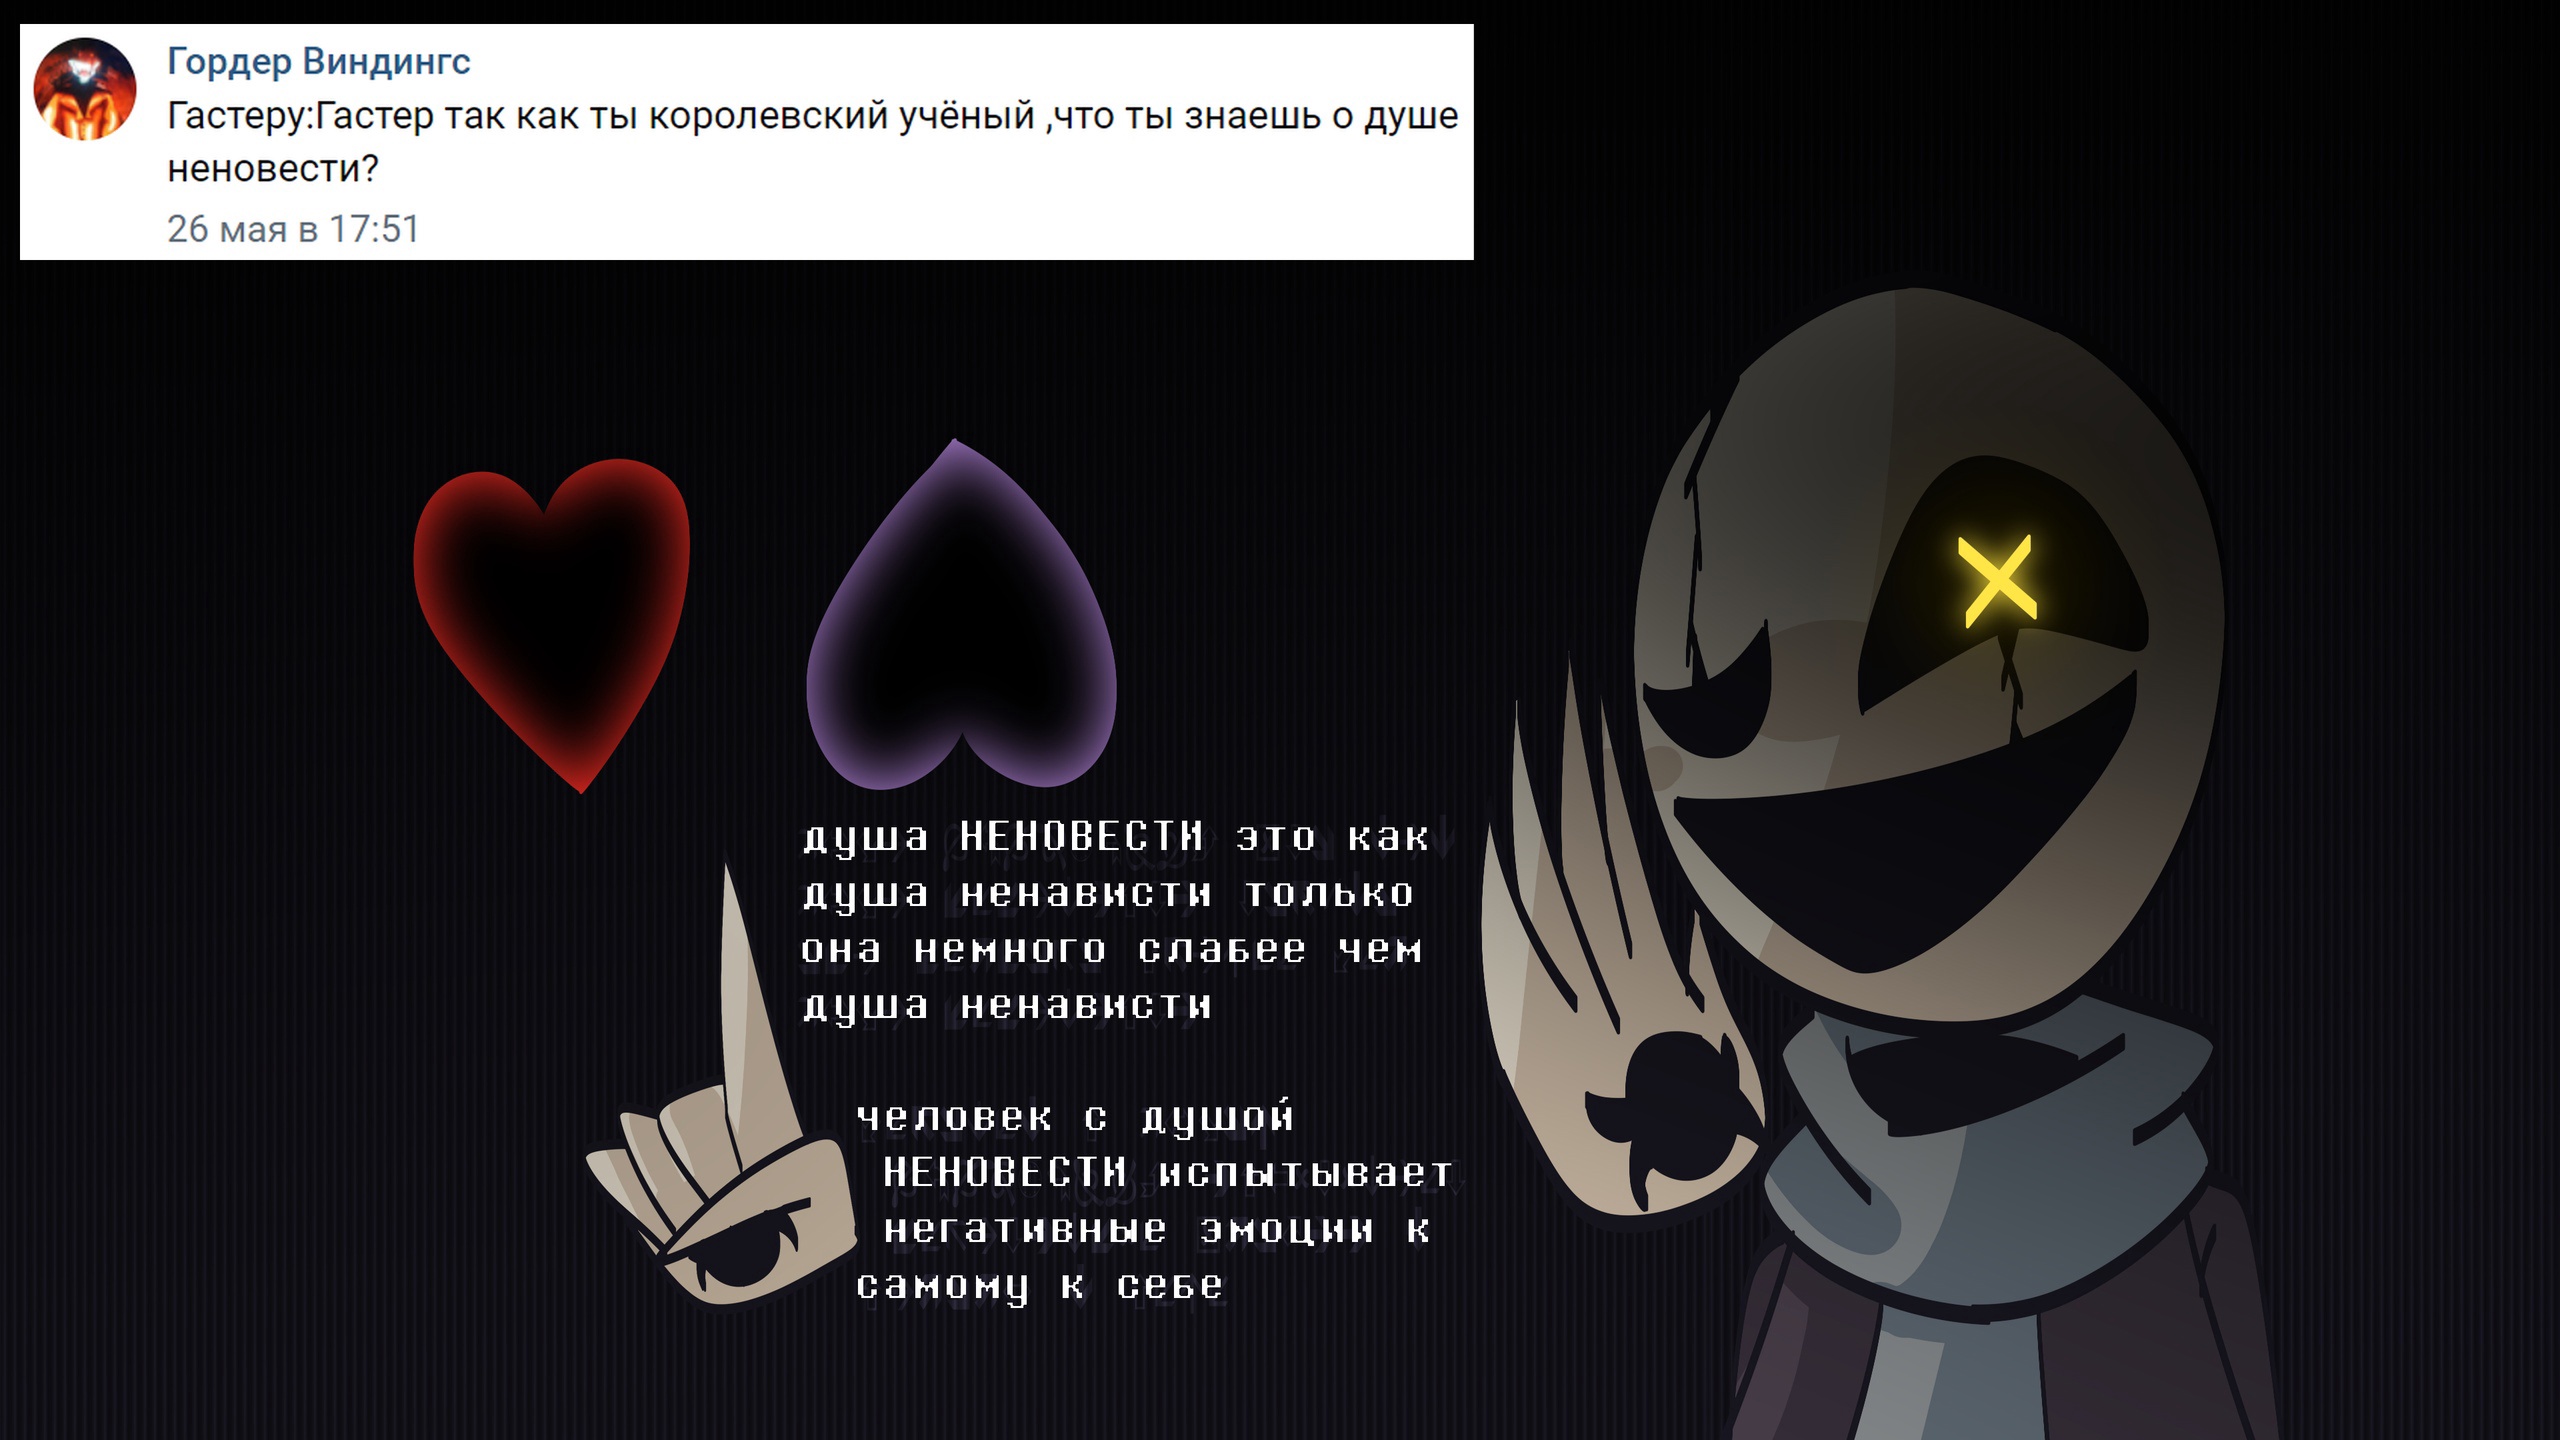 Гордер Виндингс
Гастеру:Гастер так как ты королевский учёный ,что ты знаешь о душе
неновести?
26 мая в 17:51
душа НЕНОВЕСТИ это как
душа ненависти только
она немного слабее чем
душа ненависти
человек с душой
НЕНОВЕСТИ испытывает
негативные эмоции к
самому к себе